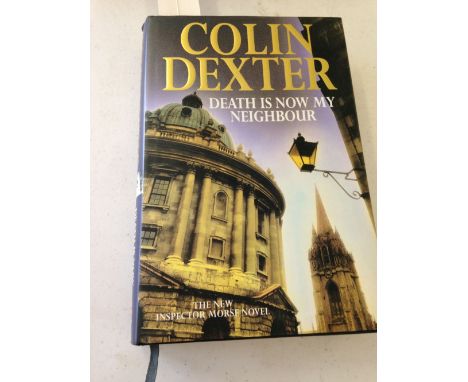 COLIN
DEXTER
DEATH IS NOW MY
NEIGHBOUR
THE NEW
INSPECTOR MORSE NOVEL